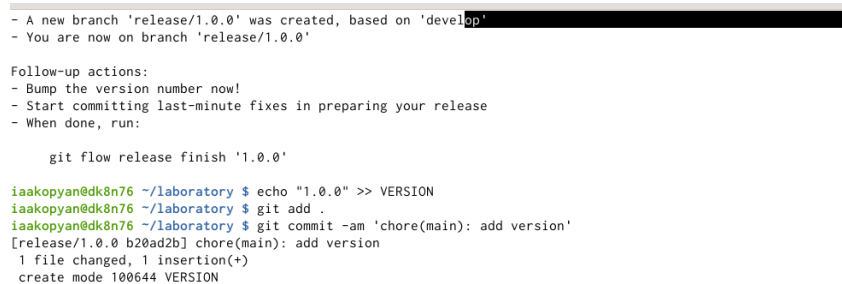 - A new branch 'release/1.0.0' was created, based on 'develop'
- You are now on branch 'release/1.0.0'
Follow-up actions:
- Bump the version number now!
- Start committing last-minute fixes in preparing your release
- When done, run:
git flow release finish '1.0.0'
iaakopyan@dk8n76 ~/laboratory $ echo "1.0.0" >> VERSION
iaakopyan@dk8n76 ~/laboratory $ git add .
iaakopyan@dk8n76 ~/laboratory $ git commit -am 'chore(main): add version'
[release/1.0.0 b20ad2b] chore(main): add version
1 file changed, 1 insertion(+)
create mode 100644 VERSION